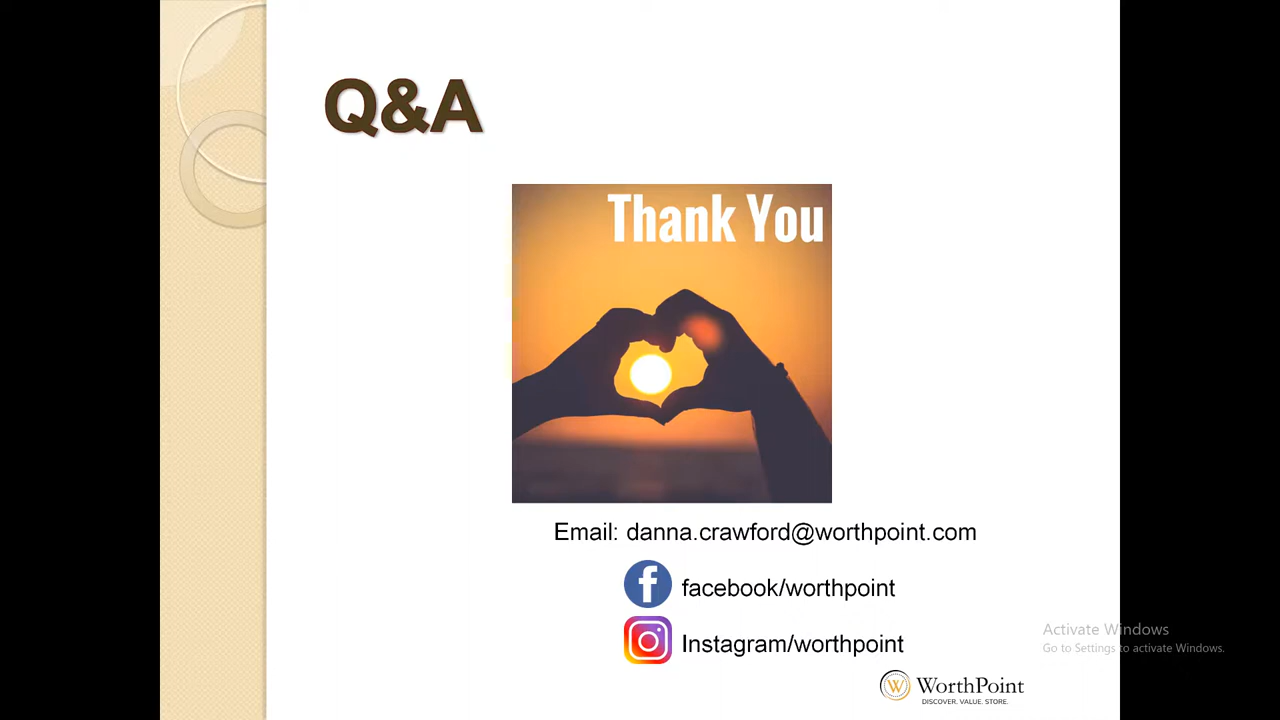 Q&A
Thank You
Email: danna.crawford@worthpoint.com
facebook/worthpoint
Instagram/worthpoint
Activate Windows
Go to Settings to activate Windows.
WorthPoint
DISCOVER. VALUE. STORE.